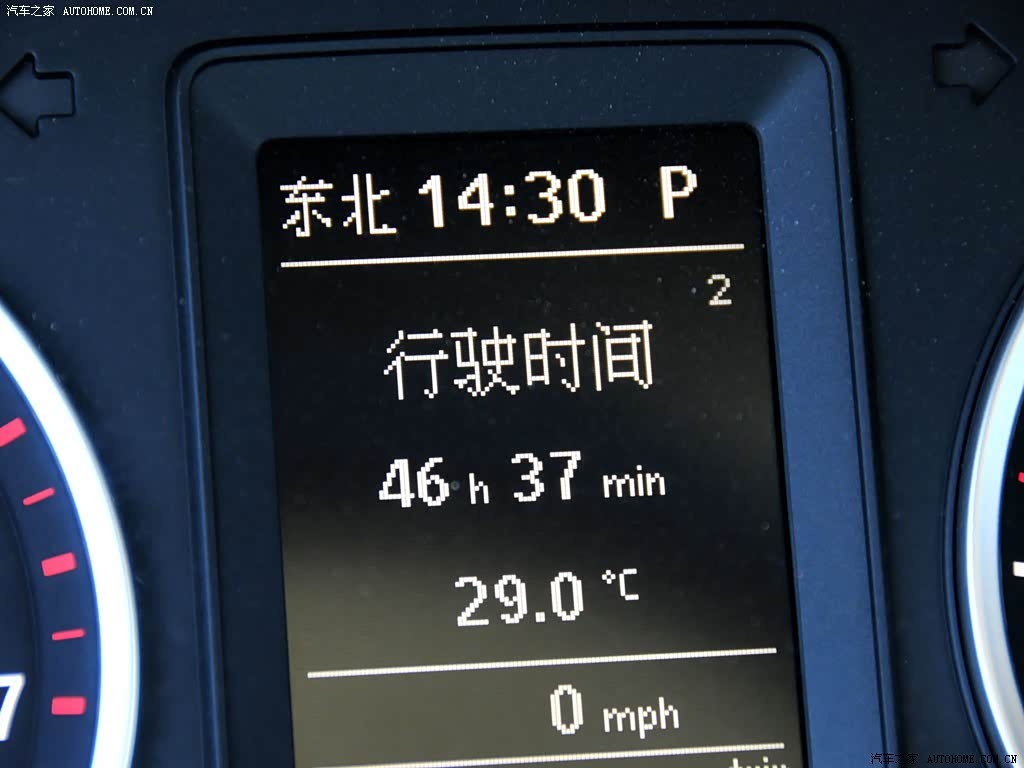 汽车之家 AUTOHOME.COM.CN
东北 14:30 P
2
行驶时间
46 h 37 min
29.0 °C
0 mph
7
汽车之家 AUTOHOME.COM.CN